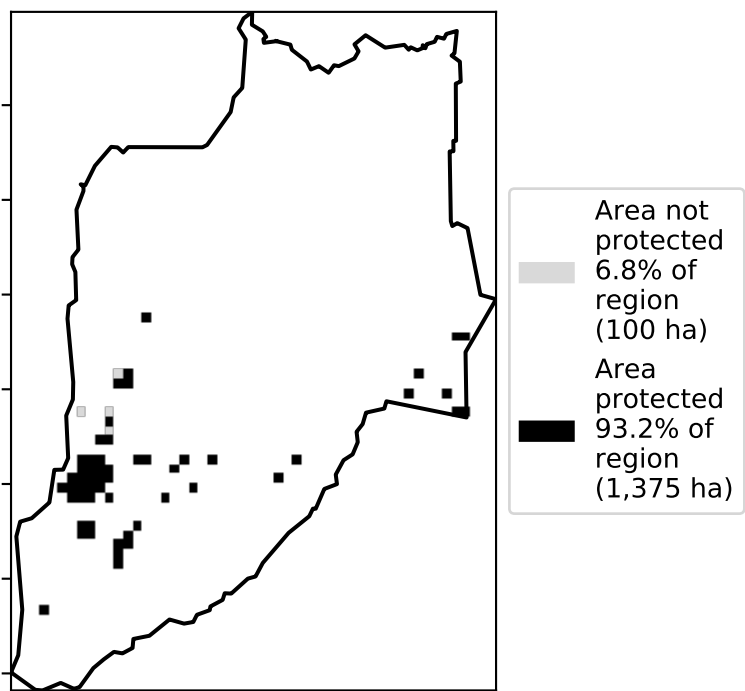 Area not
protected
6.8% of
region
(100 ha)
Area
protected
93.2% of
region
(1,375 ha)